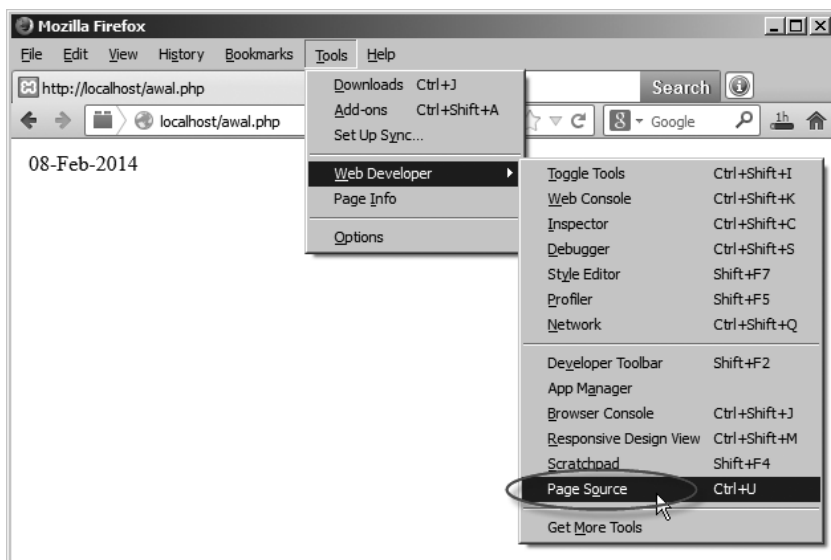 Mozilla Firefox
File Edit View History Bookmarks Tools Help
http://localhost/awal.php
Search
localhost/awal.php
Google
1h
08-Feb-2014
Downloads Ctrl+J
Add-ons Ctrl+Shift+A
Set Up Sync...
Web Developer
Page Info
Options
Toggle Tools Ctrl+Shift+I
Web Console Ctrl+Shift+K
Inspector Ctrl+Shift+C
Debugger Ctrl+Shift+S
Style Editor Shift+F7
Profiler Shift+F5
Network Ctrl+Shift+Q
Developer Toolbar Shift+F2
App Manager
Browser Console Ctrl+Shift+J
Responsive Design View Ctrl+Shift+M
Scratchpad Shift+F4
Page Source Ctrl+U
Get More Tools